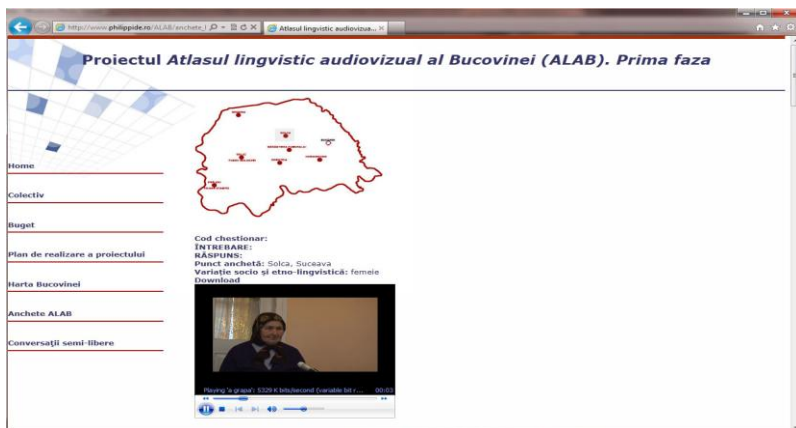 http://www.philippide.ro/ALAB/anchete_l
Atlasul lingvistic audiovizua...
Proiectul Atlasul lingvistic audiovizual al Bucovinei (ALAB). Prima faza
Home
Colectiv
Buget
Plan de realizare a proiectului
Harta Bucovinei
Anchete ALAB
Conversaţii semi-libere
SOLCA
Cod chestionar:
ÎNTREBARE:
RĂSPUNS:
Punct anchetă: Solca, Suceava
Variaţie socio şi etno-lingvistică: femeie
Download
Playing 'a grapa': 5329 K bits/second (variable bit r... 00:03